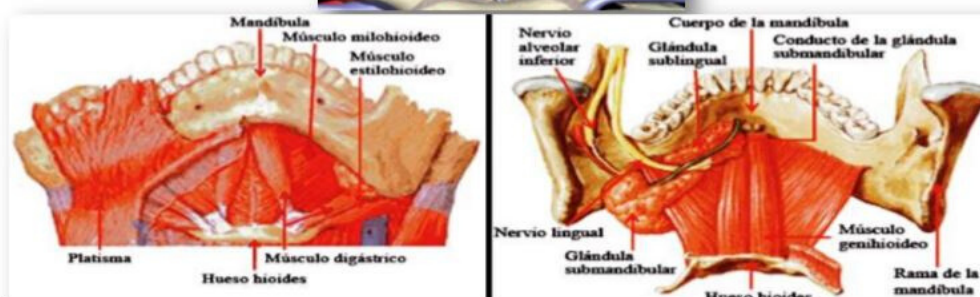 Mandíbula
Músculo milohioideo
Músculo
estilohioideo
Platisma
Músculo digástrico
Hueso hioides
Cuerpo de la mandíbula
Nervio
alveolar
inferior
Glándula
sublingual
Conducto de la glándula
submandibular
Nervio lingual
Glándula
submandibular
Músculo
genihioideo
Rama de la
mandíbula
Hueso hioides